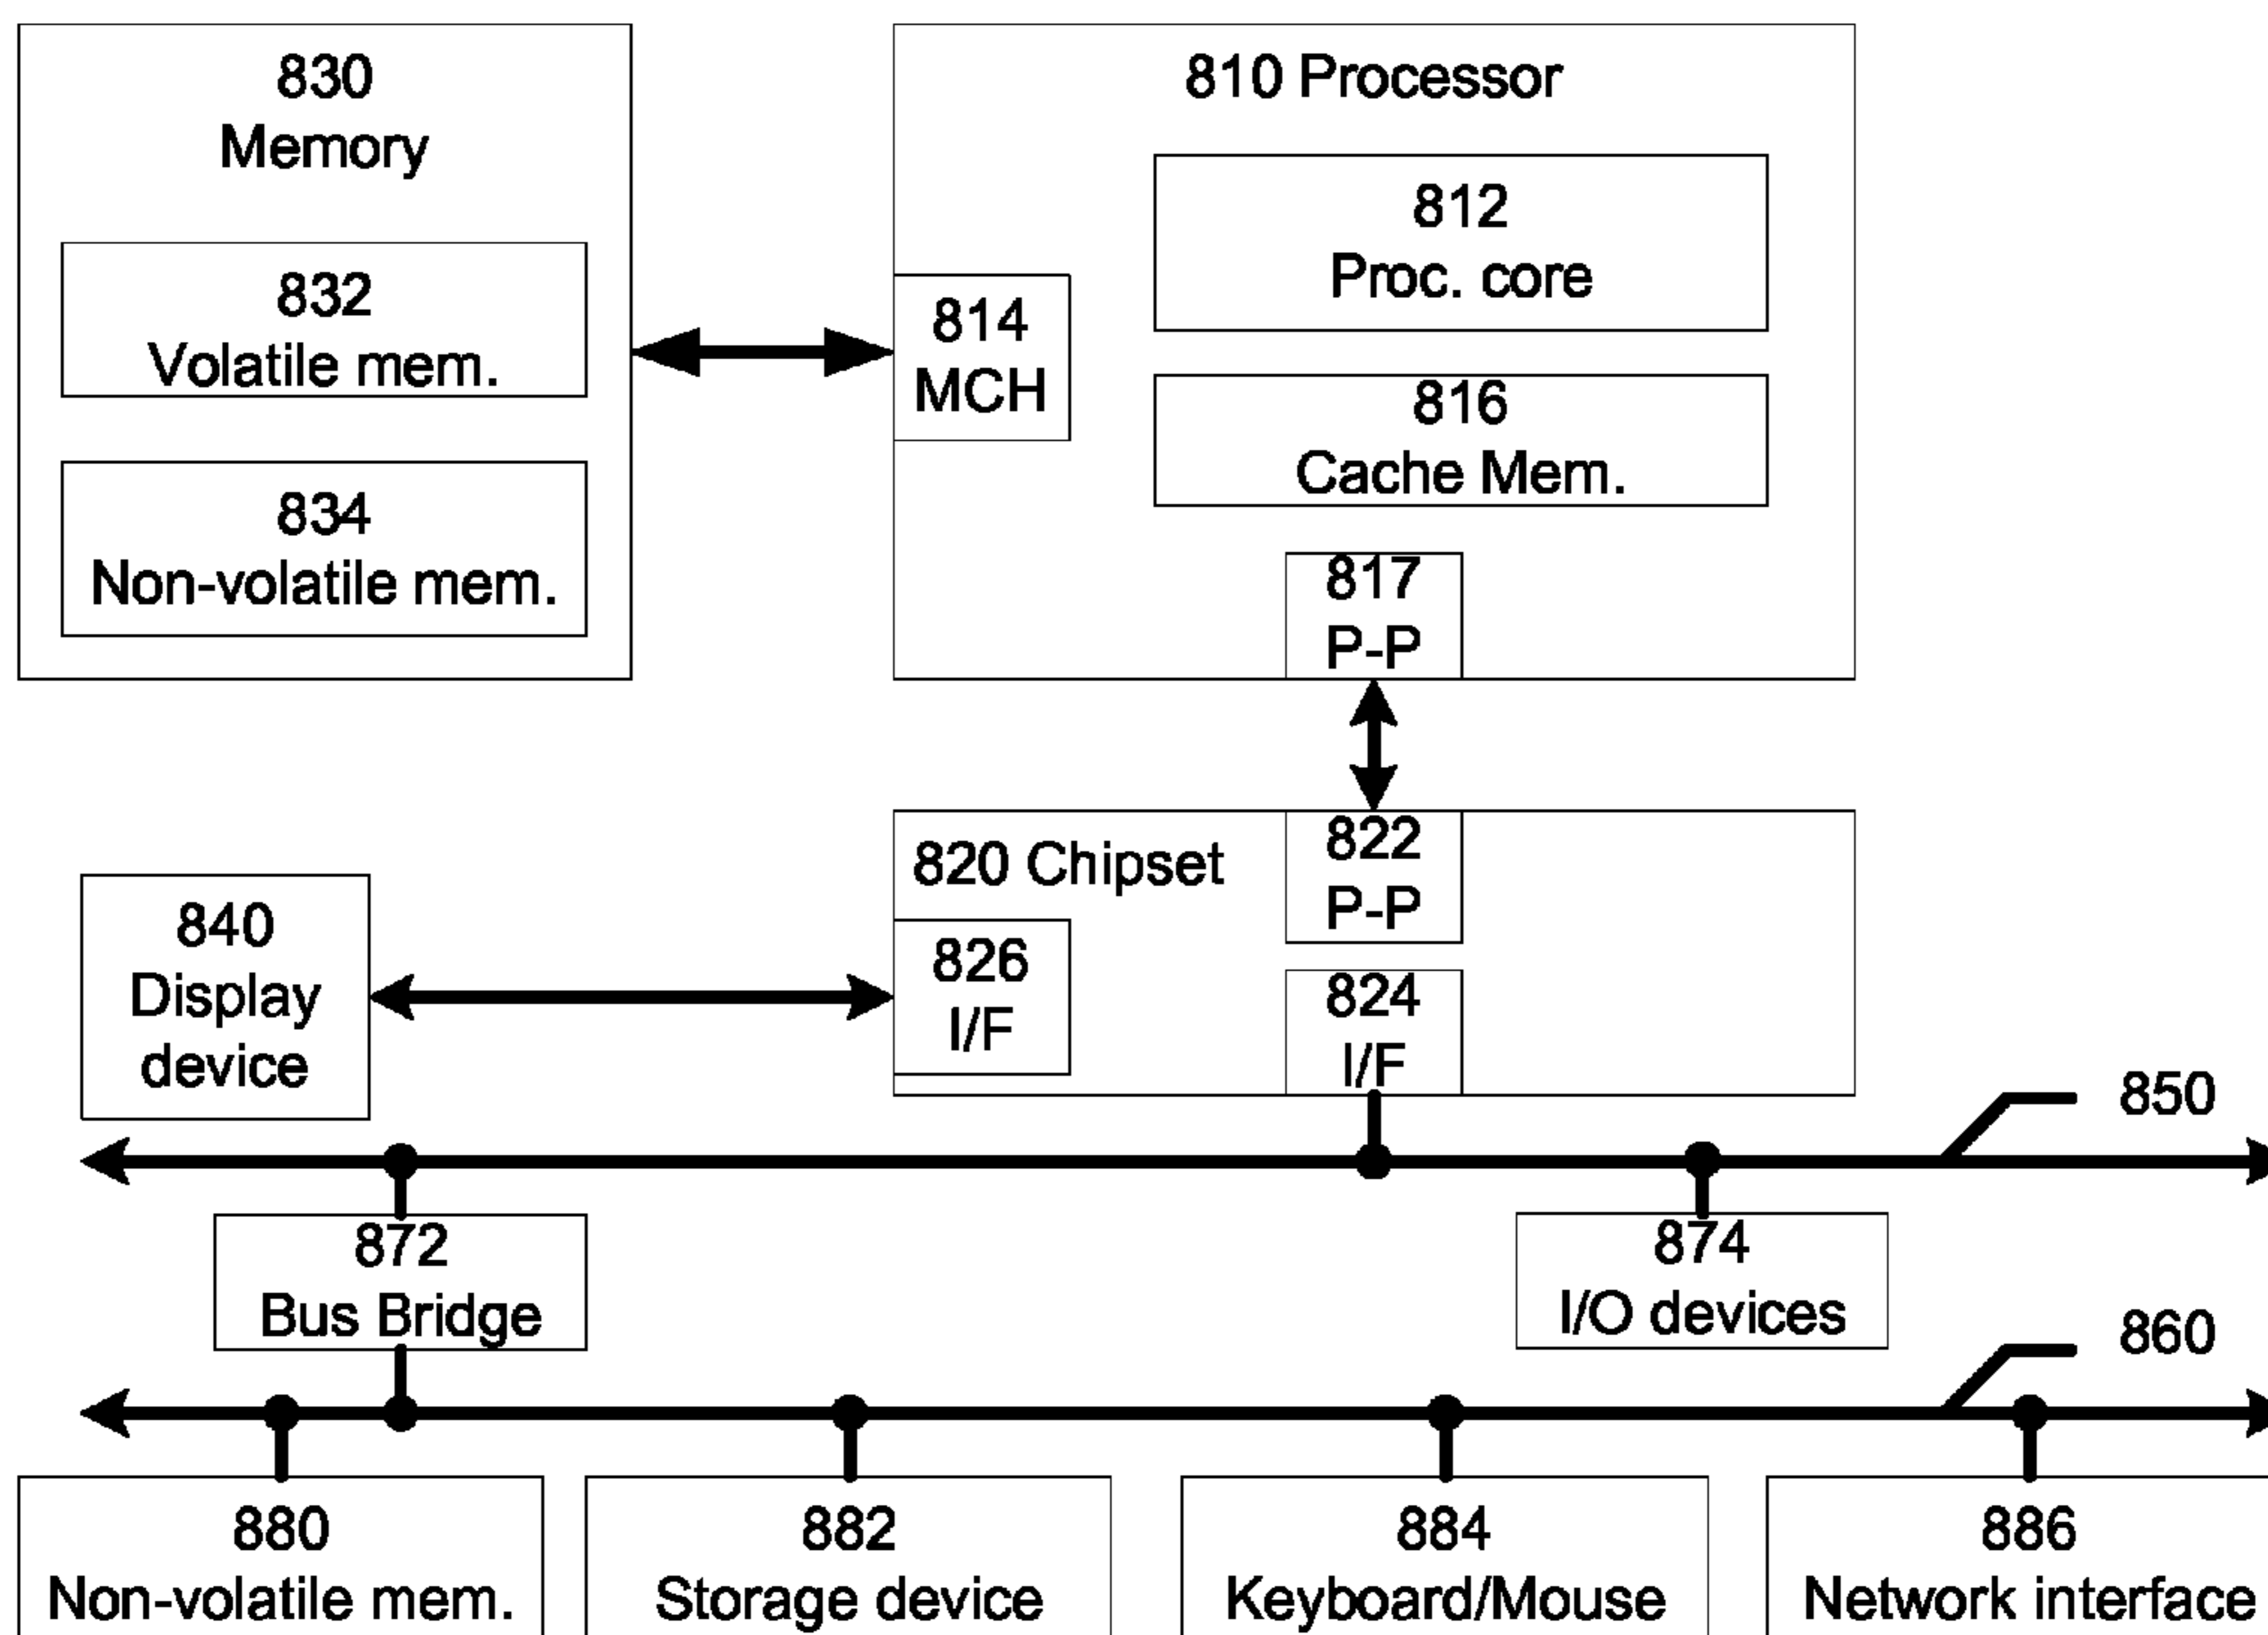 830
Memory
832
Volatile mem.
834
Non-volatile mem.
810 Processor
812
Proc. core
814
MCH
816
Cache Mem.
817
P-P
820 Chipset
822
P-P
826
I/F
824
I/F
840
Display
device
850
872
Bus Bridge
874
I/O devices
860
880
Non-volatile mem.
882
Storage device
884
Keyboard/Mouse
886
Network interface